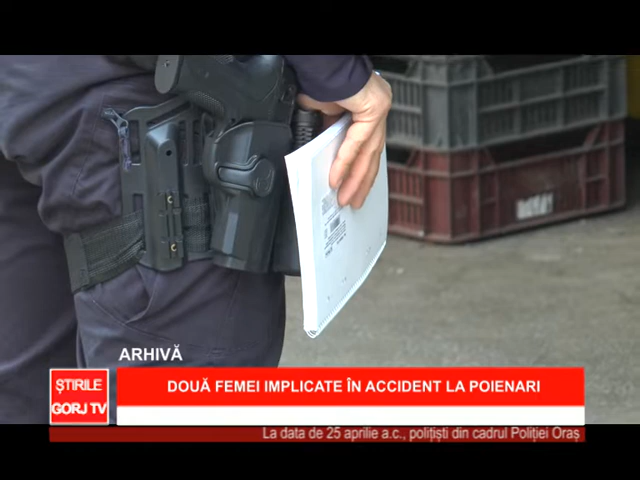 ARHIVĂ
DOUĂ FEMEI IMPLICATE ÎN ACCIDENT LA POIENARI
ȘTIRILE
GORJ TV
La data de 25 aprilie a.c., polițiști din cadrul Poliției Oraș